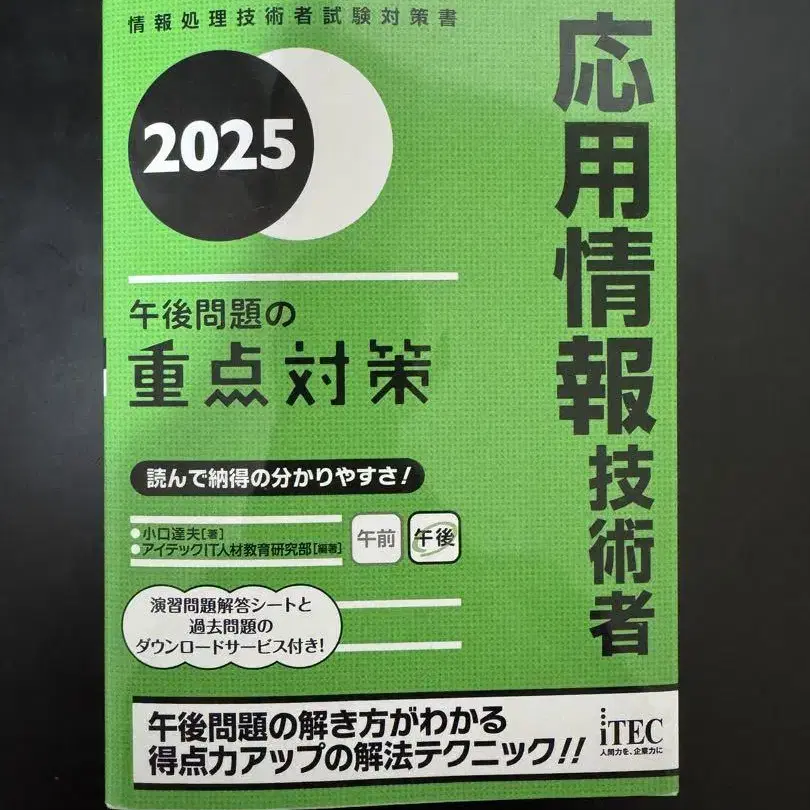 情報処理技術者試験対策書
2025
応用情報技術者
午後問題の
重点対策
読んで納得の分かりやすさ!
●小口達夫[著]
●アイテックIT人材教育研究部[編著]
午前
午後
演習問題解答シートと
過去問題の
ダウンロードサービス付き!
午後問題の解き方がわかる
得点力アップの解法テクニック!!
iTEC
人間力を、企業力に